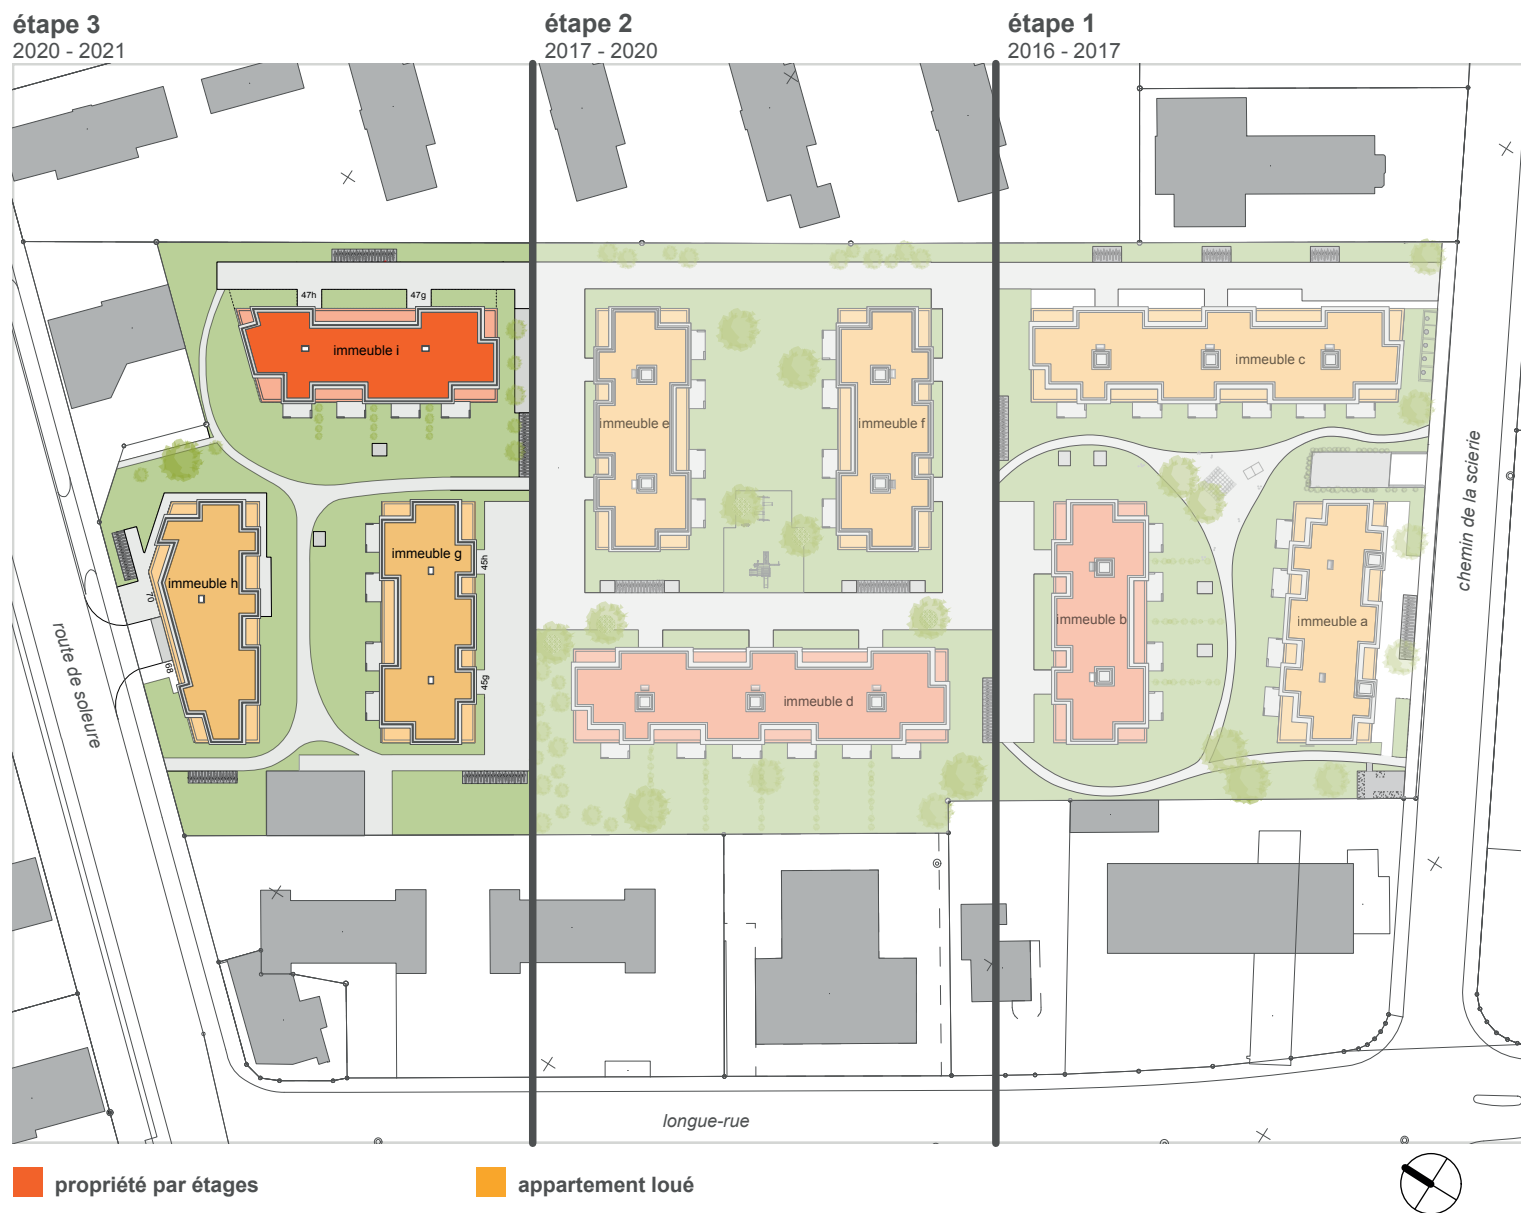 étape 3
2020 - 2021
étape 2
2017 - 2020
étape 1
2016 - 2017
47h
47g
immeuble i
immeuble c
immeuble e
immeuble f
chemin de la scierie
immeuble g
immeuble h
45h
70
immeuble b
immeuble a
route de soleure
68
45g
immeuble d
longue-rue
propriété par étages
appartement loué